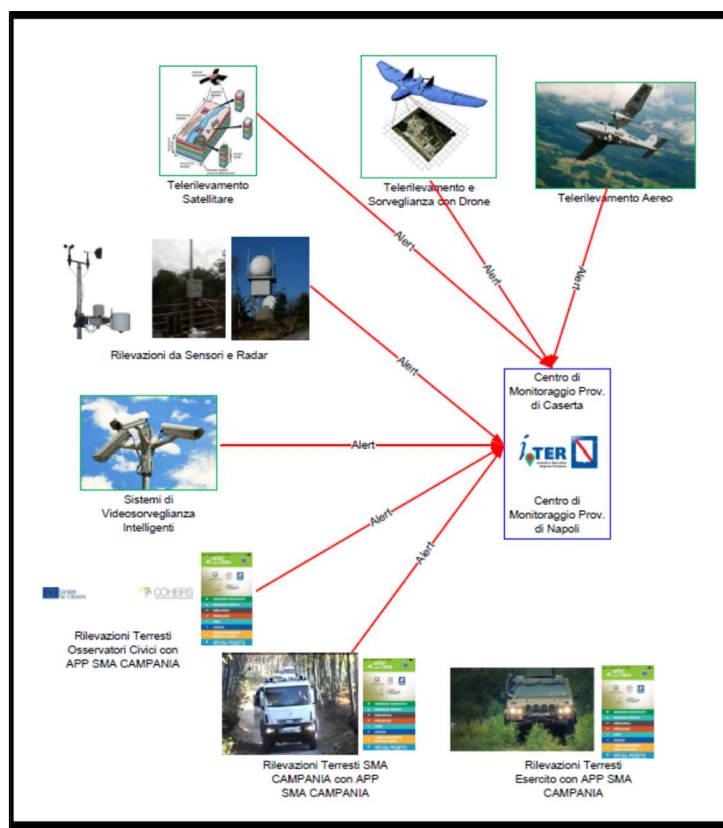 Telerilevamento
Satellitare
Telerilevamento e
Sorveglianza con Drone
Telerilevamento Aereo
Alert
Alert
Alert
Rilevazioni da Sensori e Radar
Alert
Centro di
Monitoraggio Prov.
di Caserta
i.TER
Centro di
Monitoraggio Prov.
di Napoli
Alert
Sistemi di
Videosorveglianza
Intelligenti
Alert
Alert
Rilevazioni Terresti
Osservatori Civici con
APP SMA CAMPANIA
Rilevazioni Terresti SMA
CAMPANIA con APP
SMA CAMPANIA
Rilevazioni Terresti
Esercito con APP SMA
CAMPANIA